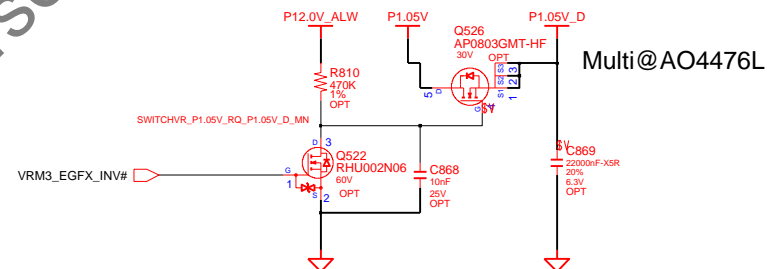 P12.0V_ALW
P1.05V
P1.05V_D
Q526
AP0803GMT-HF
30V
OPT
Multi@AO4476L
R810
470K
1%
OPT
5
D
S3
S2
S1
3
2
1
G
SWITCHVR_P1.05V_RQ_P1.05V_D_MN
D
3
Q522
RHU002N06
60V
OPT
G
1
S
2
VRM3_EGFX_INV#
C868
10nF
25V
OPT
C869
22000nF-X5R
20%
6.3V
OPT